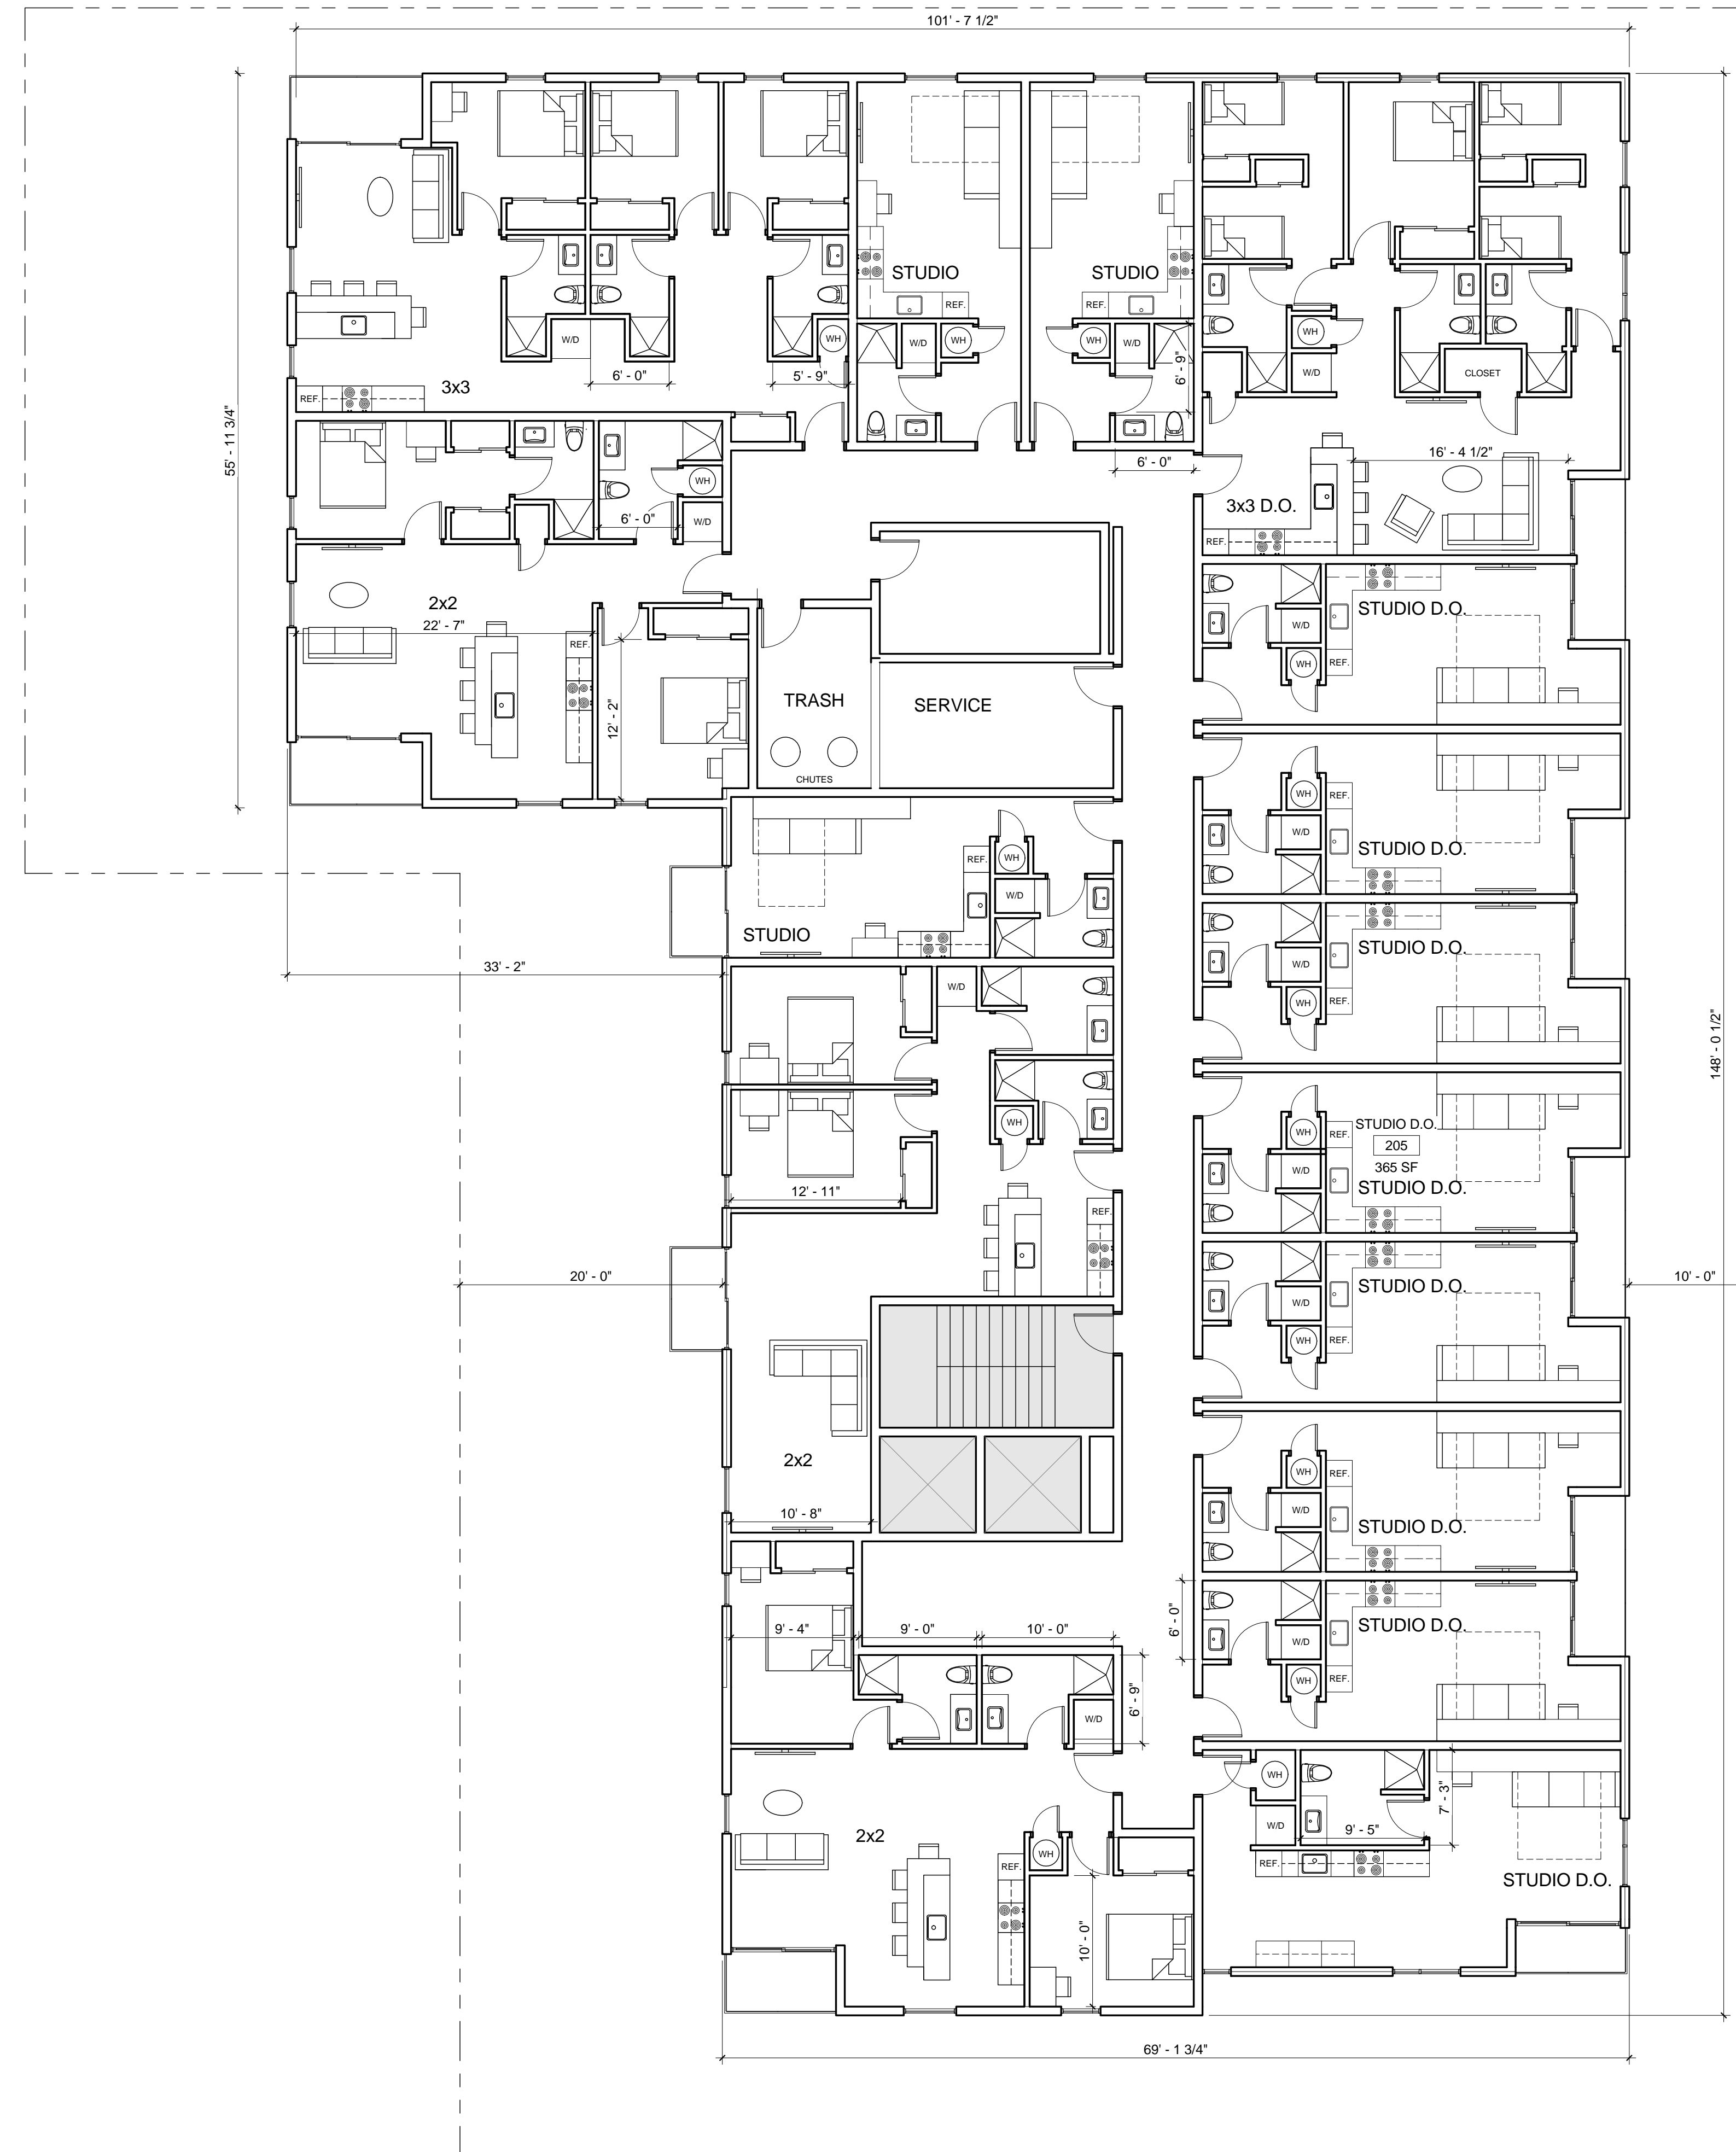 101' - 7 1/2"
STUDIO
STUDIO
REF.
REF.
WH
W/D
WH
WH
W/D
WH
W/D
W/D
CLOSET
6' - 0"
5' - 9"
6' - 9"
3x3
REF.
55' - 11 3/4"
16' - 4 1/2"
6' - 0"
WH
3x3 D.O.
6' - 0"
W/D
REF.
2x2
22' - 7"
REF.
STUDIO D.O.
W/D
WH
REF.
12' - 2"
TRASH
SERVICE
CHUTES
WH
REF.
W/D
STUDIO D.O.
REF.
WH
W/D
STUDIO
STUDIO D.O.
W/D
33' - 2"
W/D
WH
REF.
148' - 0 1/2"
WH
WH
REF.
STUDIO D.O.
205
365 SF
W/D
STUDIO D.O.
12' - 11"
REF.
20' - 0"
10' - 0"
STUDIO D.O.
W/D
WH
REF.
2x2
WH
REF.
10' - 8"
W/D
STUDIO D.O.
6' - 0"
9' - 4"
9' - 0"
10' - 0"
STUDIO D.O.
W/D
WH
REF.
6' - 9"
W/D
WH
7' - 3"
W/D
9' - 5"
2x2
WH
REF.
REF.
STUDIO D.O.
10' - 0"
69' - 1 3/4"